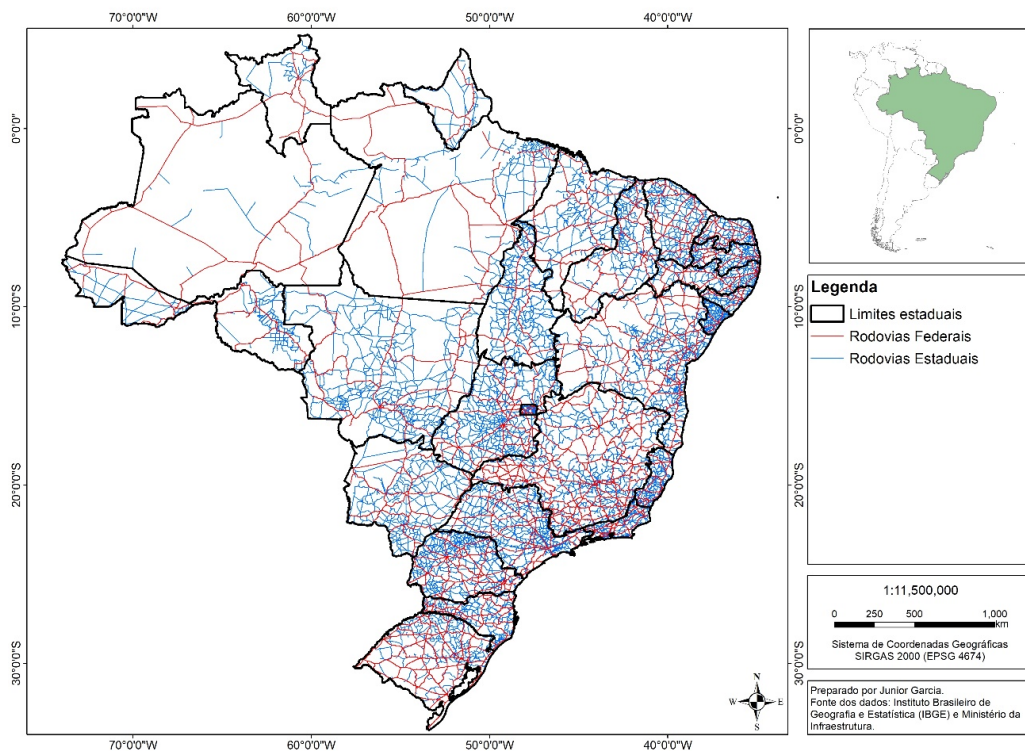 70°0'0"W 60°0'0"W 50°0'0"W 40°0'0"W
0°0'0"
10°0'0"S
20°0'0"S
30°0'0"S
0°0'0"
10°0'0"S
20°0'0"S
30°0'0"S
70°0'0"W 60°0'0"W 50°0'0"W 40°0'0"W
N
W E
S
Legenda
Limites estaduais
Rodovias Federais
Rodovias Estaduais
1:11,500,000
0 250 500 1,000
km
Sistema de Coordenadas Geográficas
SIRGAS 2000 (EPSG 4674)
Preparado por Junior Garcia.
Fonte dos dados: Instituto Brasileiro de
Geografia e Estatística (IBGE) e Ministério da
Infraestrutura.